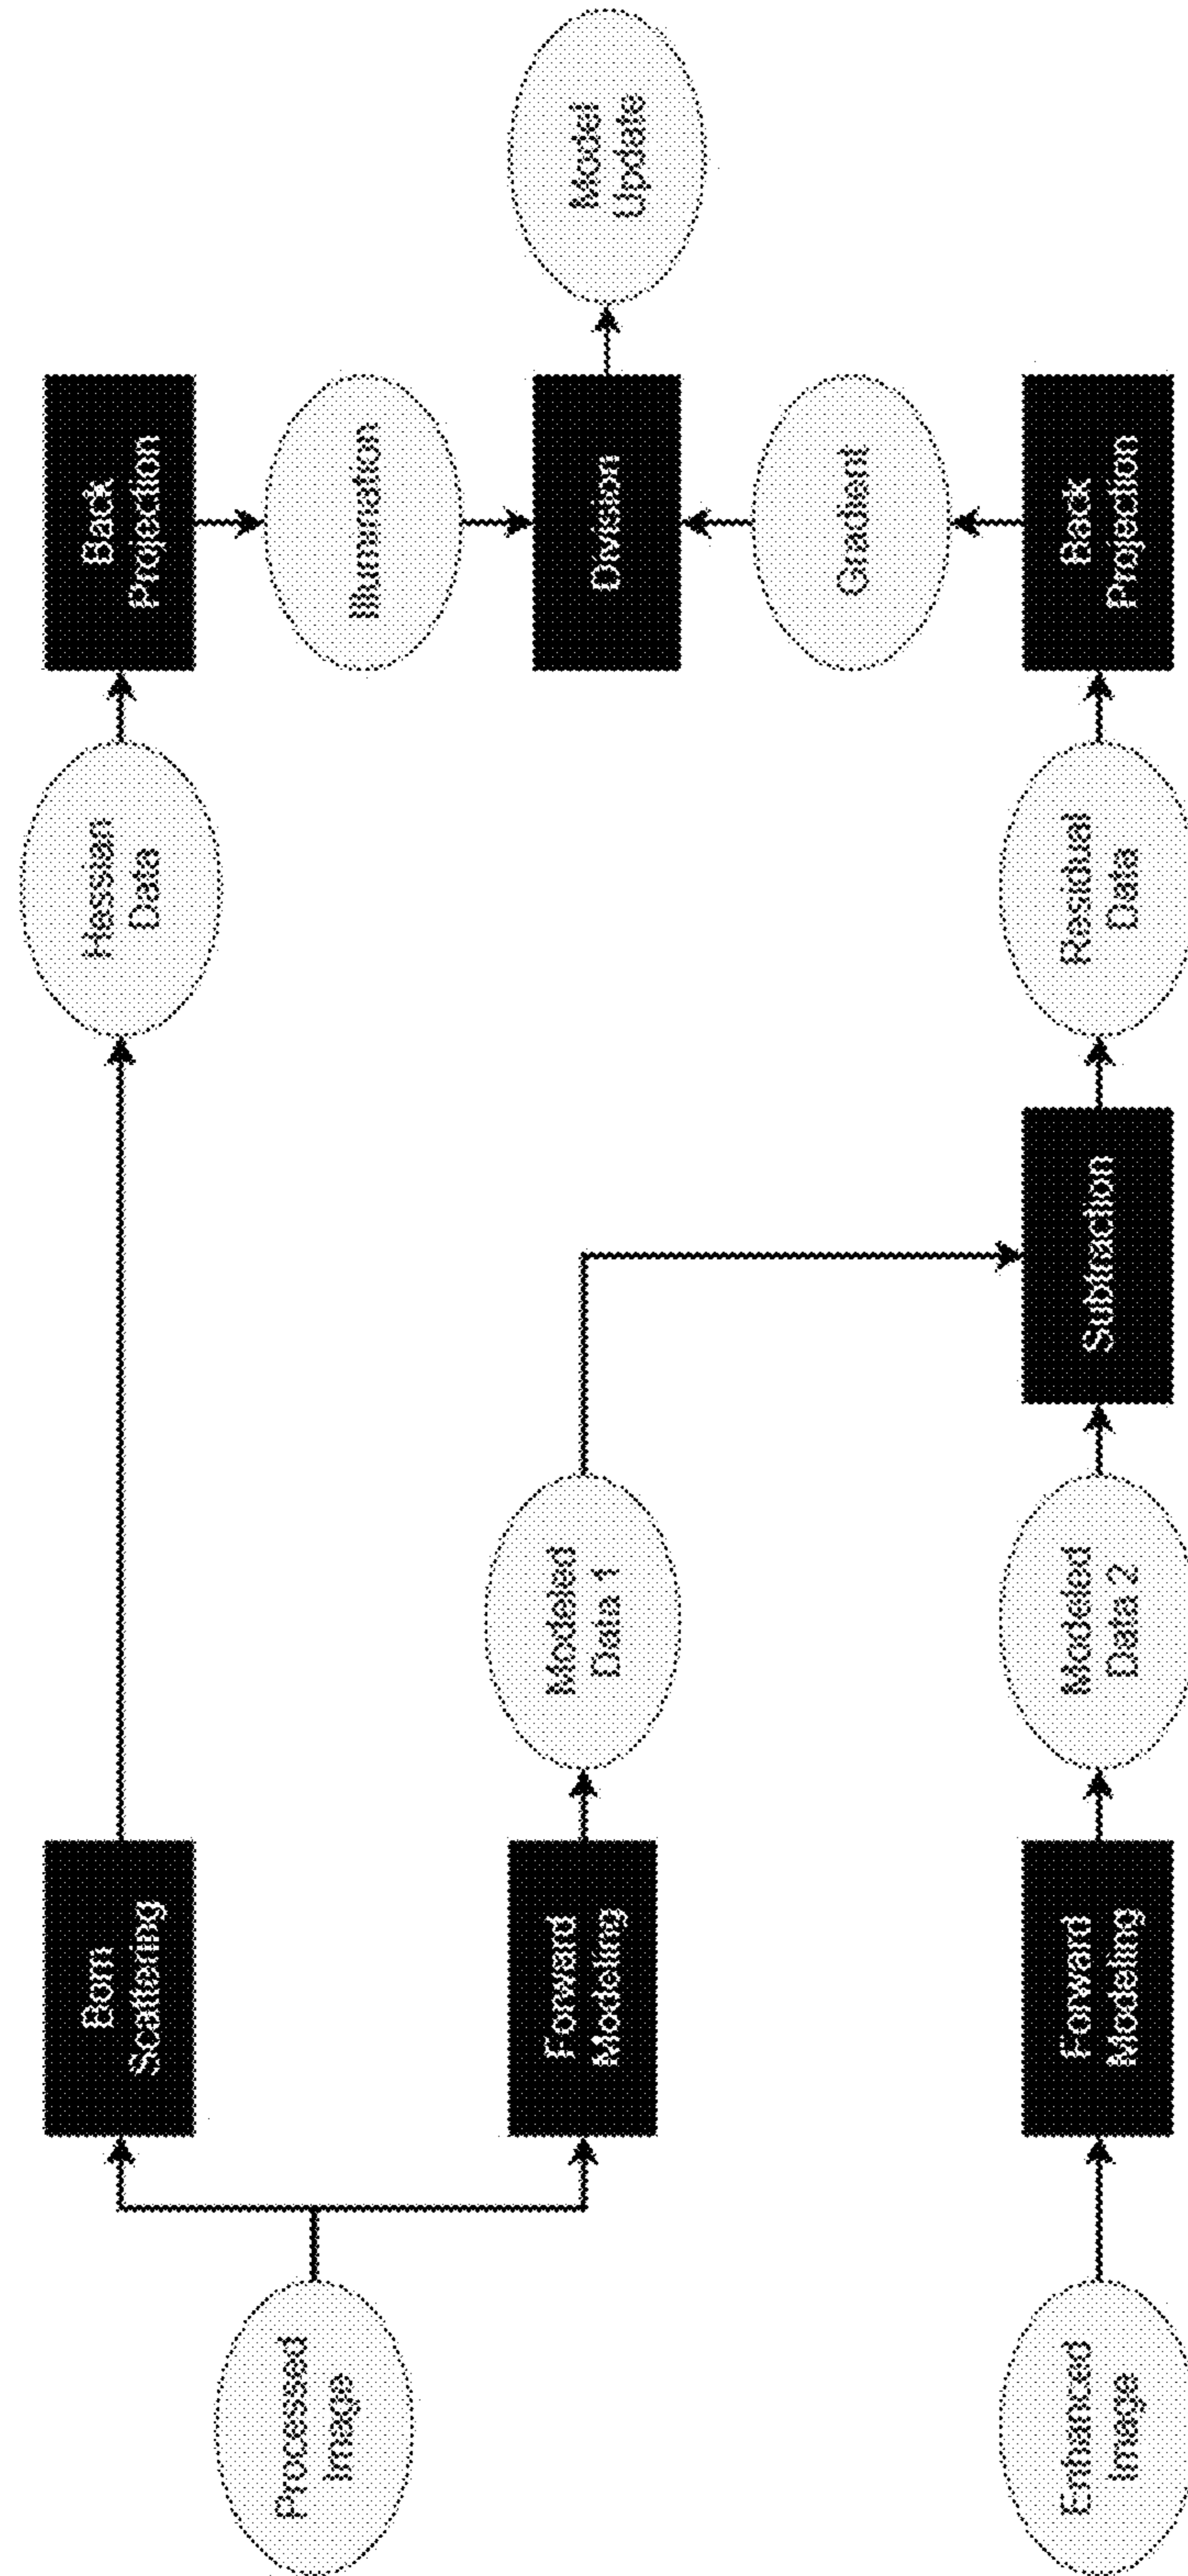 Processed
Image
Born
Scattering
Hessian
Data
Back
Projection
Illumination
Forward
Modeling
Modeled
Data 1
Division
Model
Update
Enhanced
Image
Forward
Modeling
Modeled
Data 2
Subtraction
Residual
Data
Back
Projection
Gradient